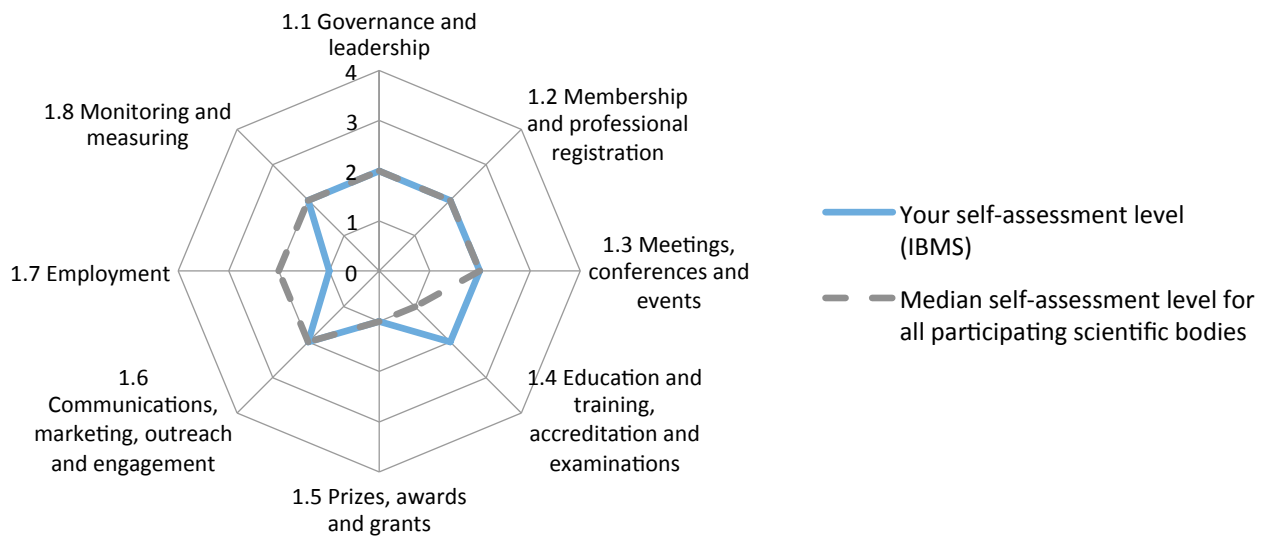 1.1 Governance and
leadership
4
3
2
1
0
1.2 Membership
and professional
registration
1.3 Meetings,
conferences and
events
1.4 Education and
training,
accreditation and
examinations
1.5 Prizes, awards
and grants
1.6
Communications,
marketing, outreach
and engagement
1.7 Employment
1.8 Monitoring and
measuring
Your self-assessment level
(IBMS)
Median self-assessment level for
all participating scientific bodies